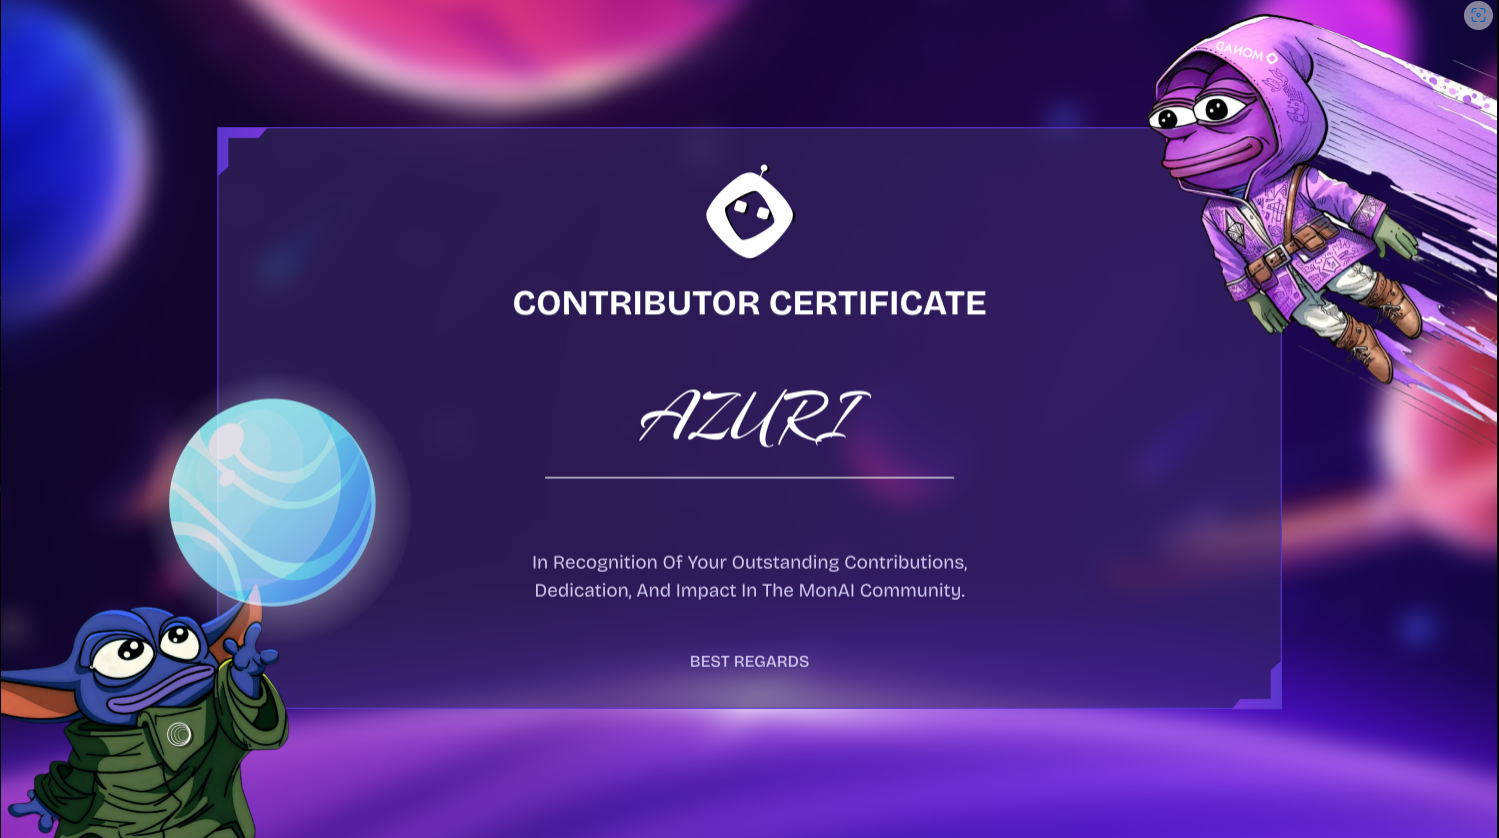 MONAD
CONTRIBUTOR CERTIFICATE
AZURI
In Recognition Of Your Outstanding Contributions,
Dedication, And Impact In The MonAI Community.
BEST REGARDS